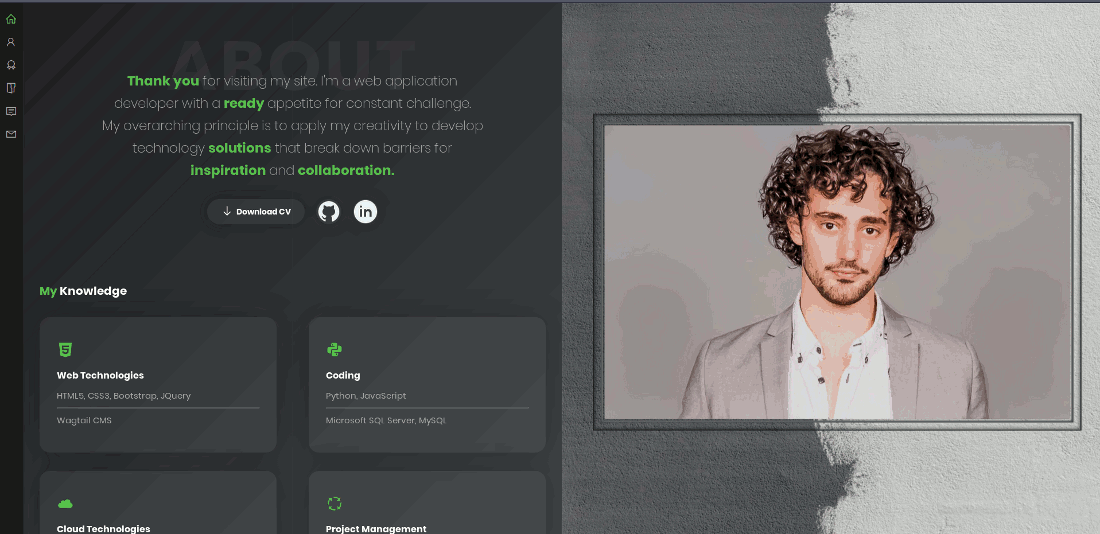 ABOUT
Thank you for visiting my site. I'm a web application
developer with a ready appetite for constant challenge.
My overarching principle is to apply my creativity to develop
technology solutions that break down barriers for
inspiration and collaboration.
Download CV
in
My Knowledge
5
Web Technologies
HTML5, CSS3, Bootstrap, JQuery
Wagtail CMS
Coding
Python, JavaScript
Microsoft SQL Server, MySQL
Cloud Technologies
Project Management